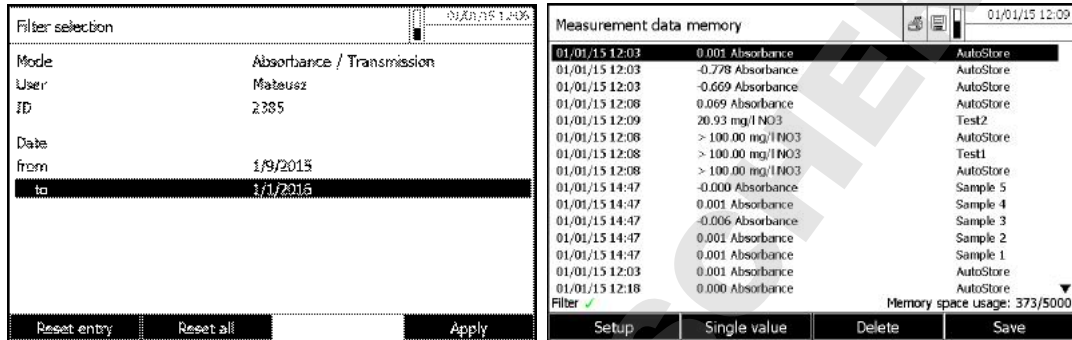 Filter selection
01/01/15 12:06
Mode Absorbance / Transmission
User Mateusz
ID 2385
Date
from 1/9/2015
to 1/1/2016
Reset entry Reset all Apply
Measurement data memory
01/01/15 12:09
01/01/15 12:03 0.001 Absorbance AutoStore
01/01/15 12:03 -0.778 Absorbance AutoStore
01/01/15 12:03 -0.669 Absorbance AutoStore
01/01/15 12:08 0.069 Absorbance AutoStore
01/01/15 12:09 20.93 mg/l NO3 Test2
01/01/15 12:08 > 100.00 mg/l NO3 AutoStore
01/01/15 12:08 > 100.00 mg/l NO3 Test1
01/01/15 12:08 > 100.00 mg/l NO3 AutoStore
01/01/15 14:47 -0.000 Absorbance Sample 5
01/01/15 14:47 0.001 Absorbance Sample 4
01/01/15 14:47 -0.006 Absorbance Sample 3
01/01/15 14:47 0.001 Absorbance Sample 2
01/01/15 14:47 0.001 Absorbance Sample 1
01/01/15 12:03 0.001 Absorbance AutoStore
01/01/15 12:18 0.000 Absorbance AutoStore
Filter ✓ Memory space usage: 373/5000
Setup Single value Delete Save